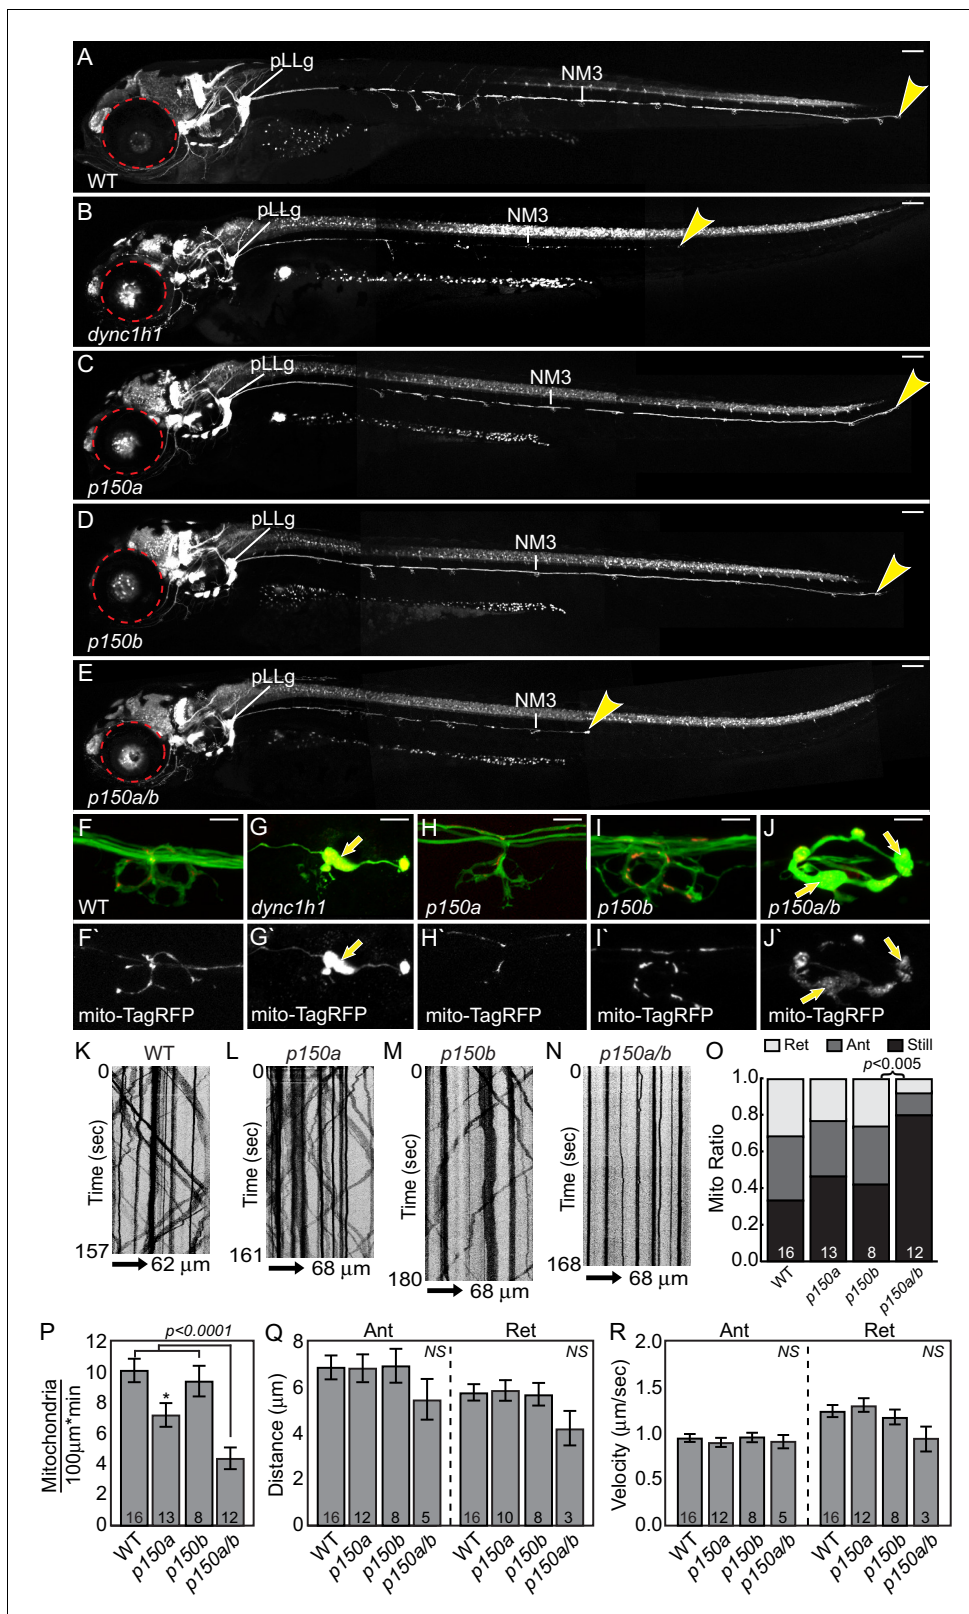 A
pLLg
NM3
WT
B
pLLg
NM3
dync1h1
C
pLLg
NM3
p150a
D
pLLg
NM3
p150b
E
pLLg
NM3
p150a/b
F
G
H
I
J
WT
dync1h1
p150a
p150b
p150a/b
F`
G`
H`
I`
J`
mito-TagRFP
mito-TagRFP
mito-TagRFP
mito-TagRFP
mito-TagRFP
K
WT
0
Time (sec)
157
62 μm
L
p150a
0
Time (sec)
161
68 μm
M
p150b
0
Time (sec)
180
68 μm
N
p150a/b
0
Time (sec)
168
68 μm
O
Ret Ant Still
p<0.005
Mito Ratio
1.0
0.8
0.6
0.4
0.2
0.0
16 13 8 12
WT p150a p150b p150a/b
P
p<0.0001
Mitochondria
100μm*min
12
10
8
6
4
2
0
*
16 13 8 12
WT p150a p150b p150a/b
Q
Ant Ret
NS NS
Distance (μm)
8
6
4
2
0
16 12 8 5 16 10 8 3
WT p150a p150b p150a/b WT p150a p150b p150a/b
R
Ant Ret
NS NS
Velocity (μm/sec)
2.0
1.5
1.0
0.5
0.0
16 12 8 5 16 12 8 3
WT p150a p150b p150a/b WT p150a p150b p150a/b